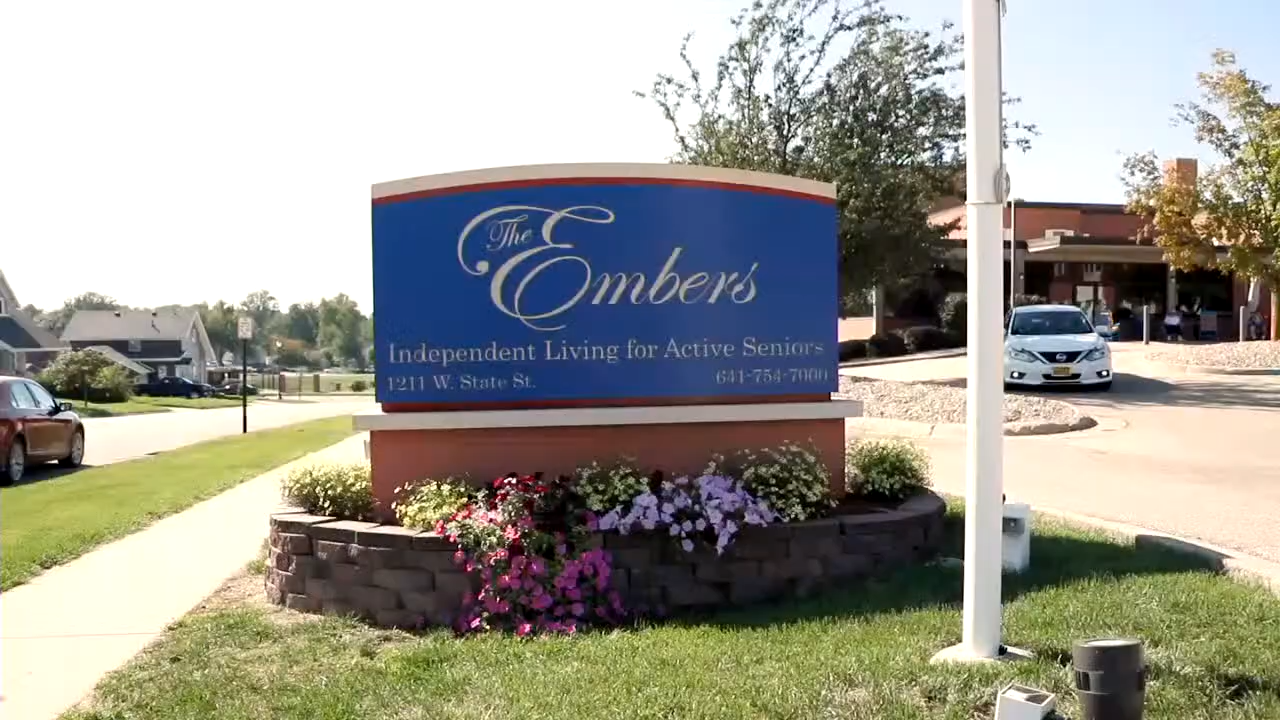 The
Embers
Independent Living for Active Seniors
1211 W. State St.
641-754-7000